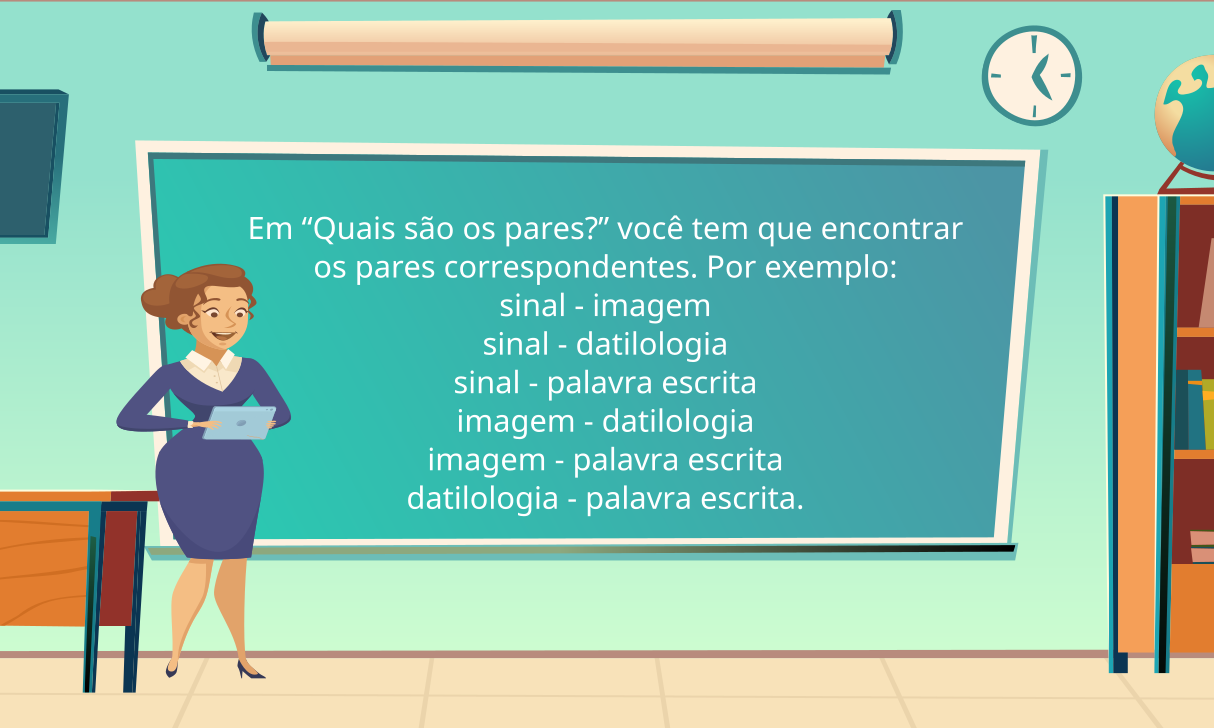 Em “Quais são os pares?” você tem que encontrar
os pares correspondentes. Por exemplo:
sinal - imagem
sinal - datilologia
sinal - palavra escrita
imagem - datilologia
imagem - palavra escrita
datilologia - palavra escrita.